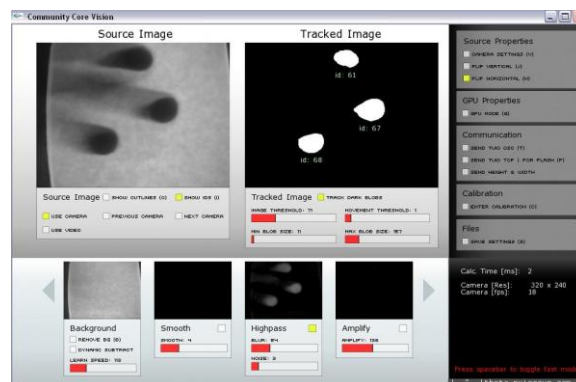 Community Core Vision
Source Image
Tracked Image
id: 61
id: 67
id: 68
Source Image
SHOW OUTLINES (O)
SHOW IDS (I)
USE CAMERA
PREVIOUS CAMERA
NEXT CAMERA
USE VIDEO
Tracked Image
TRACK DARK BLOBS
IMAGE THRESHOLD: 71
MOVEMENT THRESHOLD: 1
MIN BLOB SIZE: 11
MAX BLOB SIZE: 157
Background
REMOVE BG (B)
DYNAMIC SUBTRACT
LEARN SPEED: 118
Smooth
SMOOTH: 4
Highpass
BLUR: 84
NOISE: 3
Amplify
AMPLIFY: 138
Source Properties
CAMERA SETTINGS (V)
FLIP VERTICAL (J)
FLIP HORIZONTAL (H)
GPU Properties
GPU MODE (G)
Communication
SEND TUIO OSC (T)
SEND TUIO TCP | FOR FLASH (F)
SEND HEIGHT & WIDTH
Calibration
ENTER CALIBRATION (C)
Files
SAVE SETTINGS (S)
Calc. Time [ms]: 2
Camera [Res]: 320 x 240
Camera [fps]: 18
Press spacebar to toggle fast mode